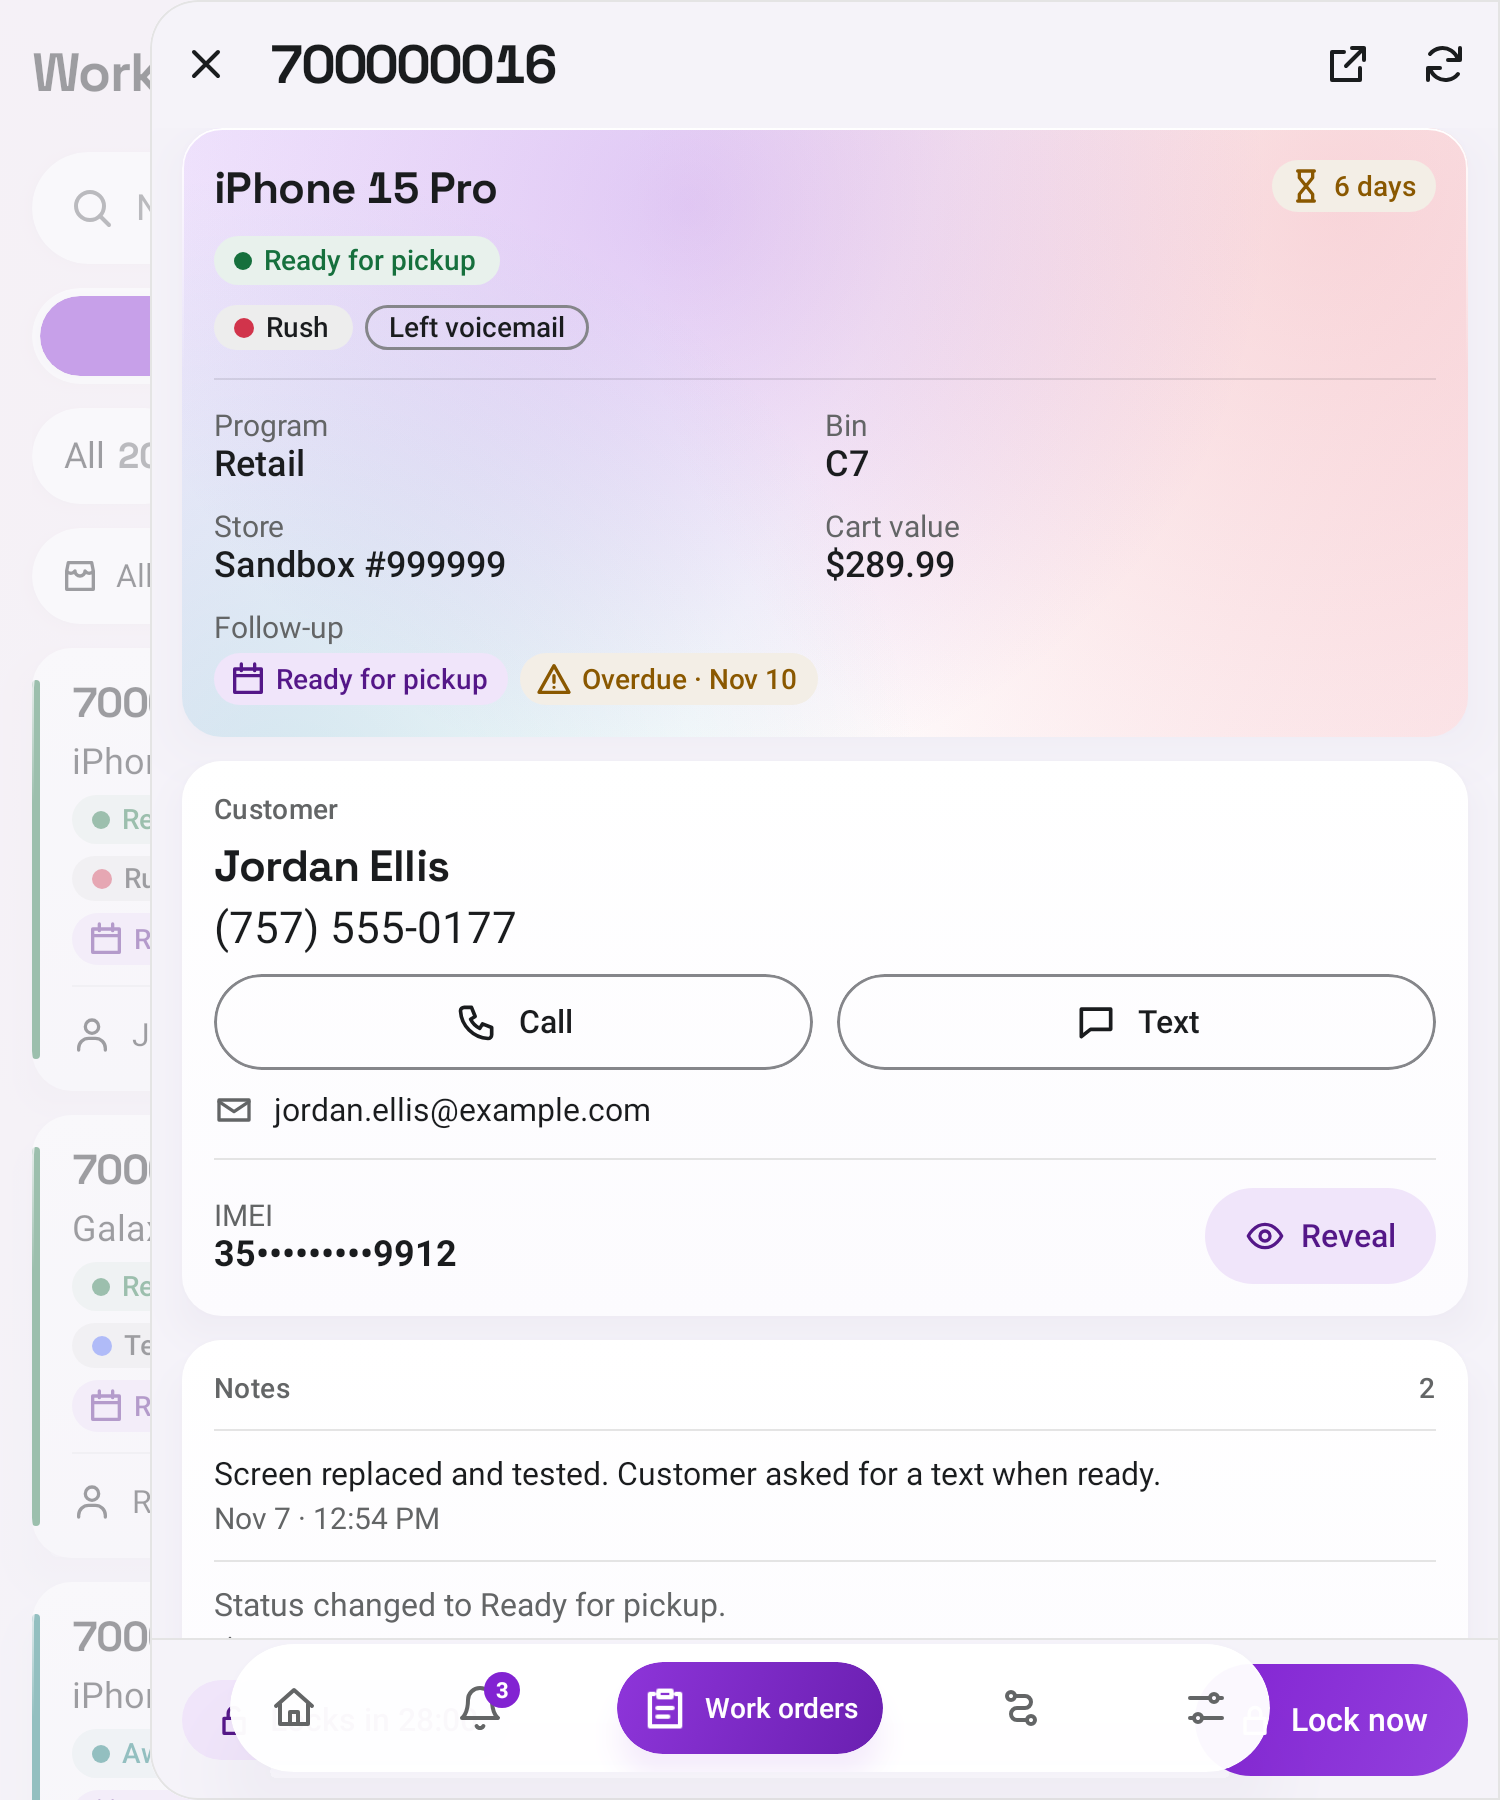 Work
700000016
iPhone 15 Pro
6 days
Ready for pickup
Rush
Left voicemail
All 20
Program
Retail
Bin
C7
Store
Sandbox #999999
Cart value
$289.99
All
Follow-up
Ready for pickup
Overdue · Nov 10
700
iPhon
Re
Ru
R
J
Customer
Jordan Ellis
(757) 555-0177
Call
Text
jordan.ellis@example.com
IMEI
35•••••••••9912
Reveal
700
Galax
Re
Te
R
R
Notes
2
Screen replaced and tested. Customer asked for a text when ready.
Nov 7 · 12:54 PM
Status changed to Ready for pickup.
700
iPhon
Aw
3
Work orders
Lock now